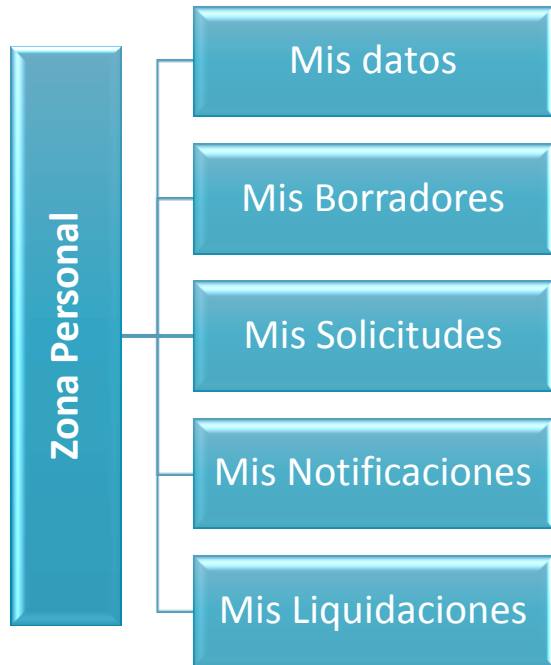 Zona Personal
Mis datos
Mis Borradores
Mis Solicitudes
Mis Notificaciones
Mis Liquidaciones